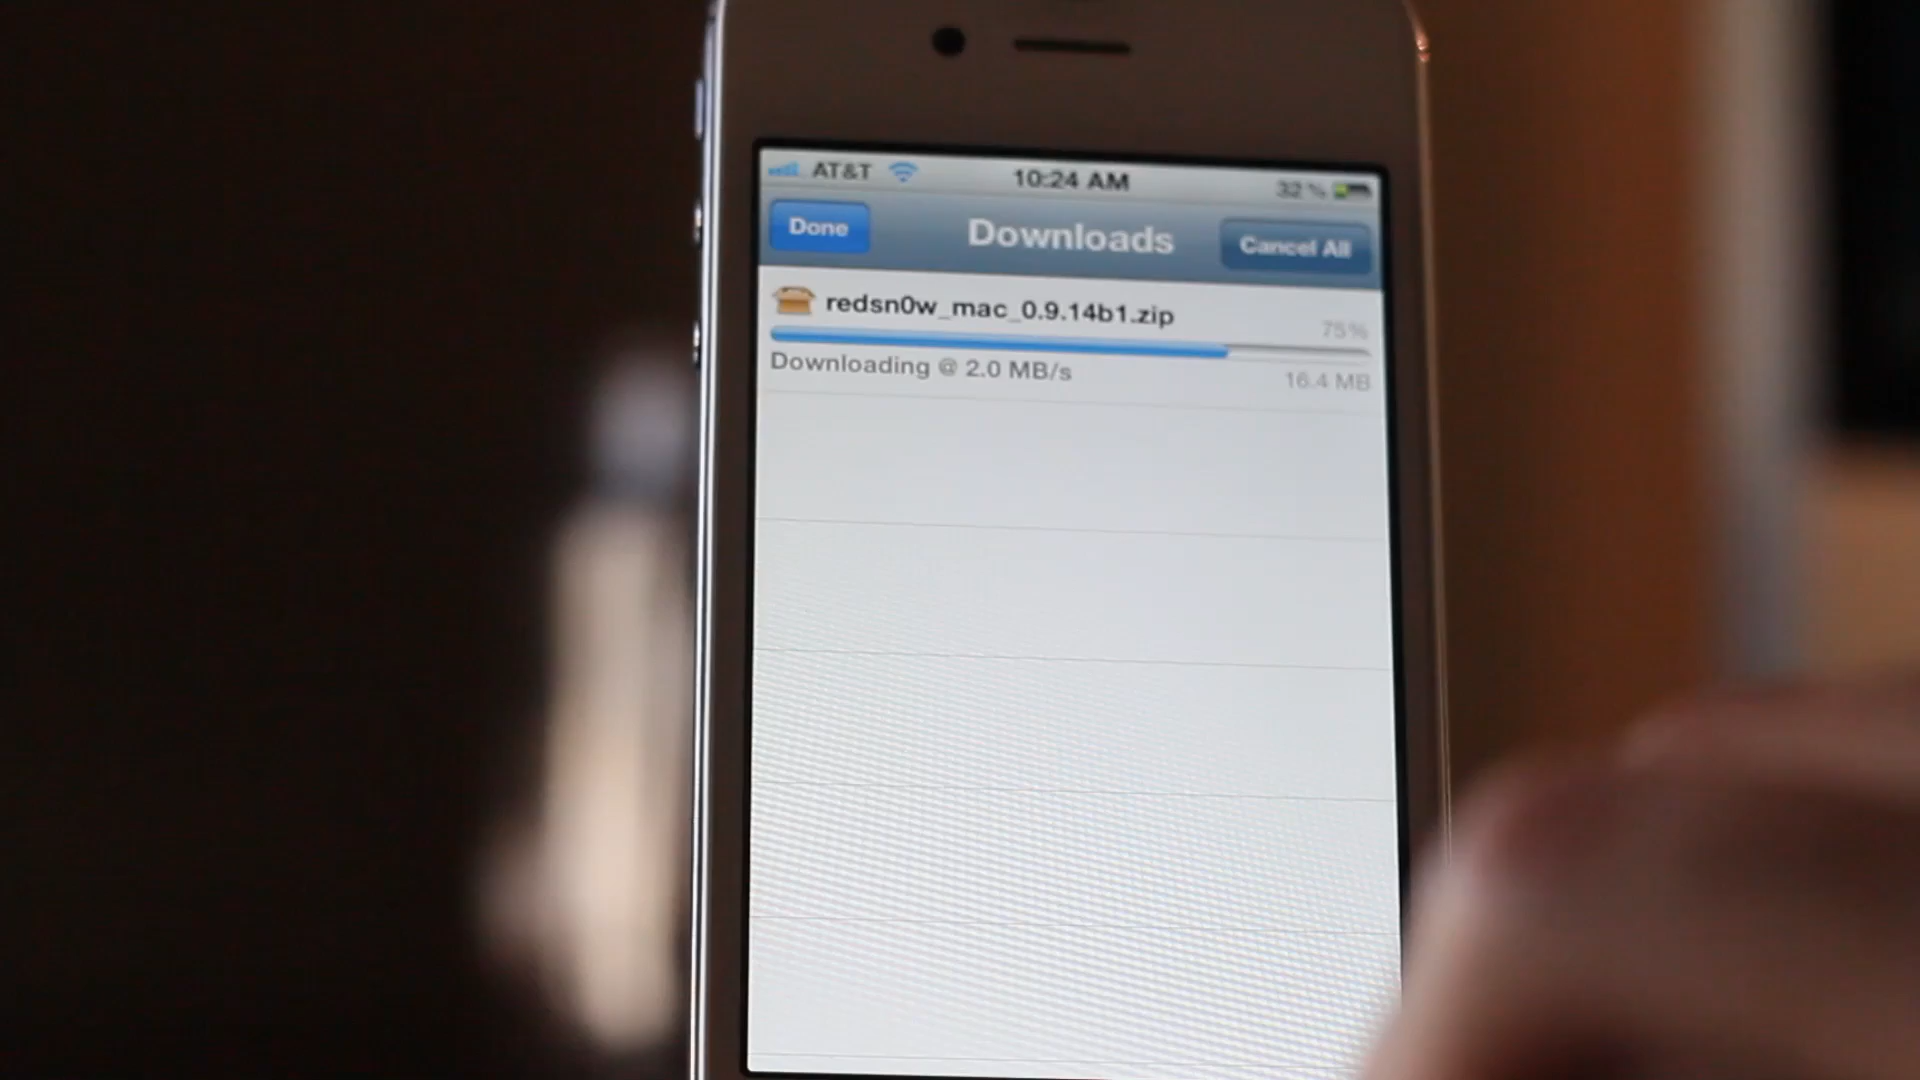 AT&T 10:24 AM 32 %
Done Downloads Cancel All
redsn0w_mac_0.9.14b1.zip 75%
Downloading @ 2.0 MB/s 16.4 MB